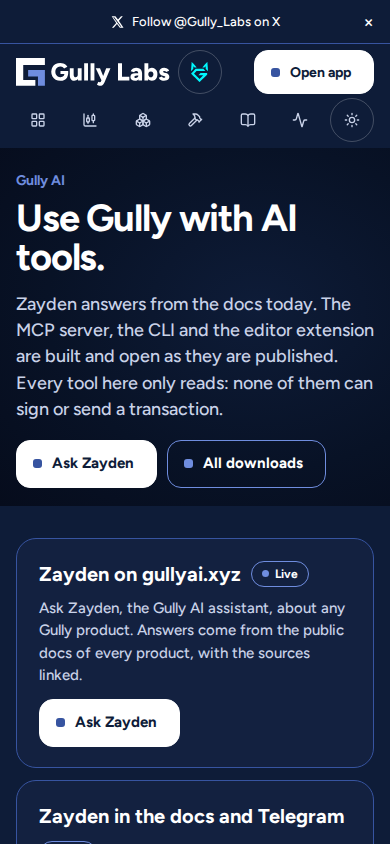 Follow @Gully_Labs on X
×
Gully Labs
Open app
Gully AI
Use Gully with AI
tools.
Zayden answers from the docs today. The
MCP server, the CLI and the editor extension
are built and open as they are published.
Every tool here only reads: none of them can
sign or send a transaction.
Ask Zayden
All downloads
Zayden on gullyai.xyz
Live
Ask Zayden, the Gully AI assistant, about any
Gully product. Answers come from the public
docs of every product, with the sources
linked.
Ask Zayden
Zayden in the docs and Telegram